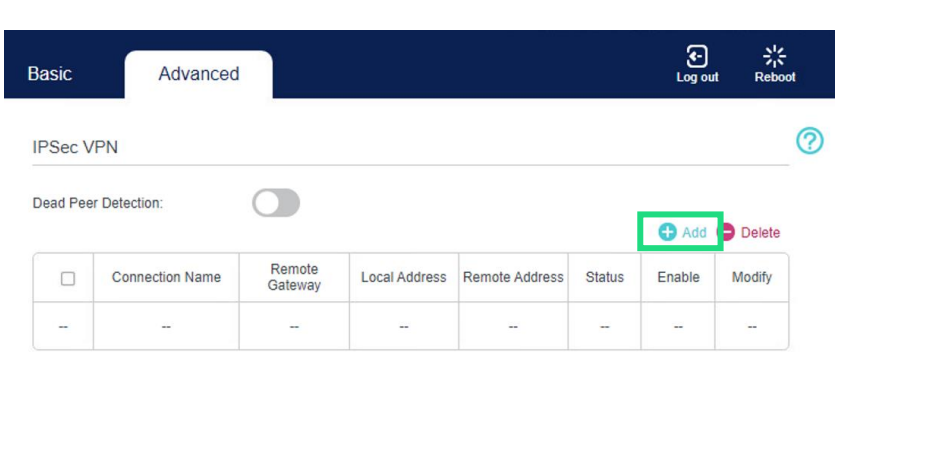 Basic
Advanced
Log out
Reboot
IPSec VPN
?
Dead Peer Detection:
Add
Delete
Connection Name
Remote
Gateway
Local Address
Remote Address
Status
Enable
Modify
-- -- -- -- -- -- -- --